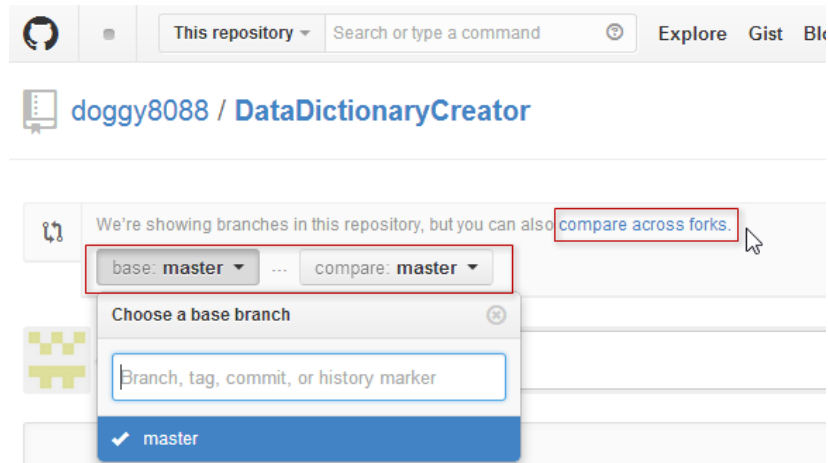 This repository Search or type a command Explore Gist
doggy8088 / DataDictionaryCreator
We're showing branches in this repository, but you can also compare across forks.
base: master ... compare: master
Choose a base branch
Branch, tag, commit, or history marker
master